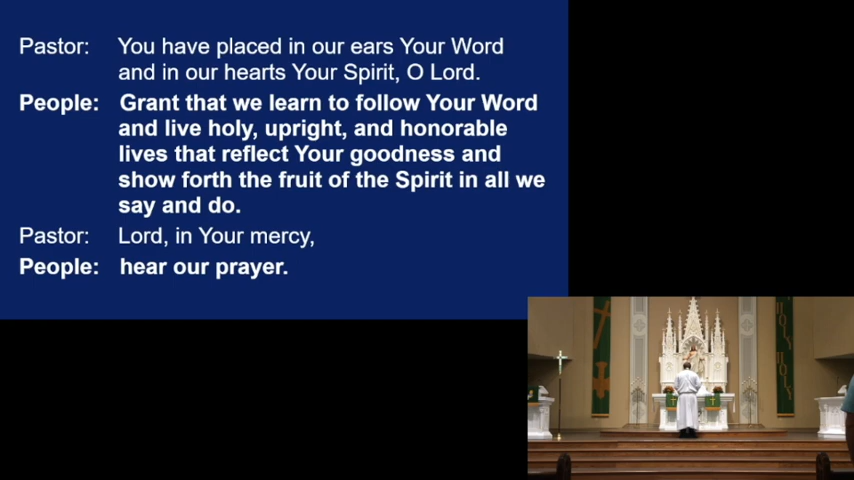 Pastor: You have placed in our ears Your Word
and in our hearts Your Spirit, O Lord.
People: Grant that we learn to follow Your Word
and live holy, upright, and honorable
lives that reflect Your goodness and
show forth the fruit of the Spirit in all we
say and do.
Pastor: Lord, in Your mercy,
People: hear our prayer.
HOLY
HOLY